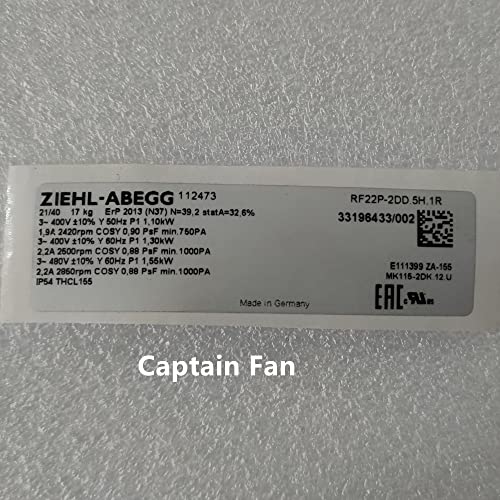 ZIEHL-ABEGG 112473
RF22P-2DD.5H.1R
21/40 17 kg ErP 2013 (N37) N=39,2 statA=32,6%
33196433/002
3~ 400V ±10% Y 50Hz P1 1,10kW
1,9A 2420rpm COSY 0,90 PsF min.750PA
3~ 400V ±10% Y 60Hz P1 1,30kW
2,2A 2500rpm COSY 0,88 PsF min.1000PA
3~ 480V ±10% Y 60Hz P1 1,55kW
2,2A 2850rpm COSY 0,88 PsF min.1000PA
IP54 THCL155
E111399 ZA-155
MK115-2DK.12.U
EAC
Made in Germany
Captain Fan